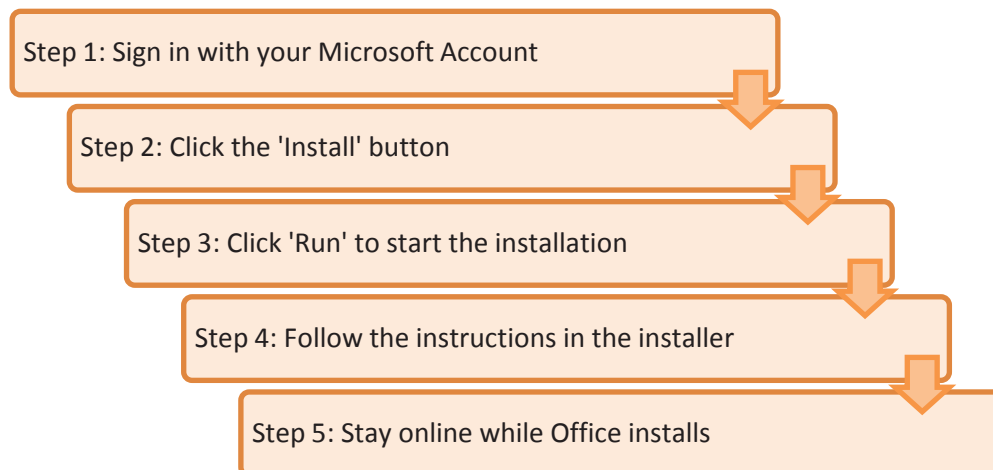 Step 1: Sign in with your Microsoft Account
Step 2: Click the 'Install' button
Step 3: Click 'Run' to start the installation
Step 4: Follow the instructions in the installer
Step 5: Stay online while Office installs